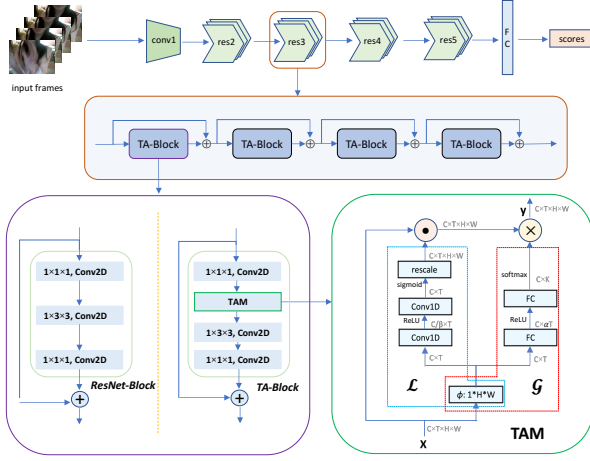 input frames
conv1
res2
res3
res4
res5
FC
scores
TA-Block
TA-Block
TA-Block
TA-Block
1×1×1, Conv2D
1×3×3, Conv2D
1×1×1, Conv2D
ResNet-Block
1×1×1, Conv2D
TAM
1×3×3, Conv2D
1×1×1, Conv2D
TA-Block
y
C×T×H×W
C×T×H×W
C×T×H×W
rescale
sigmoid
C×T
Conv1D
ReLU
C/β×T
Conv1D
C×T
softmax
C×K
FC
ReLU
C×αT
FC
C×T
ℒ
𝒢
ϕ: 1*H*W
C×T×H×W
X
TAM